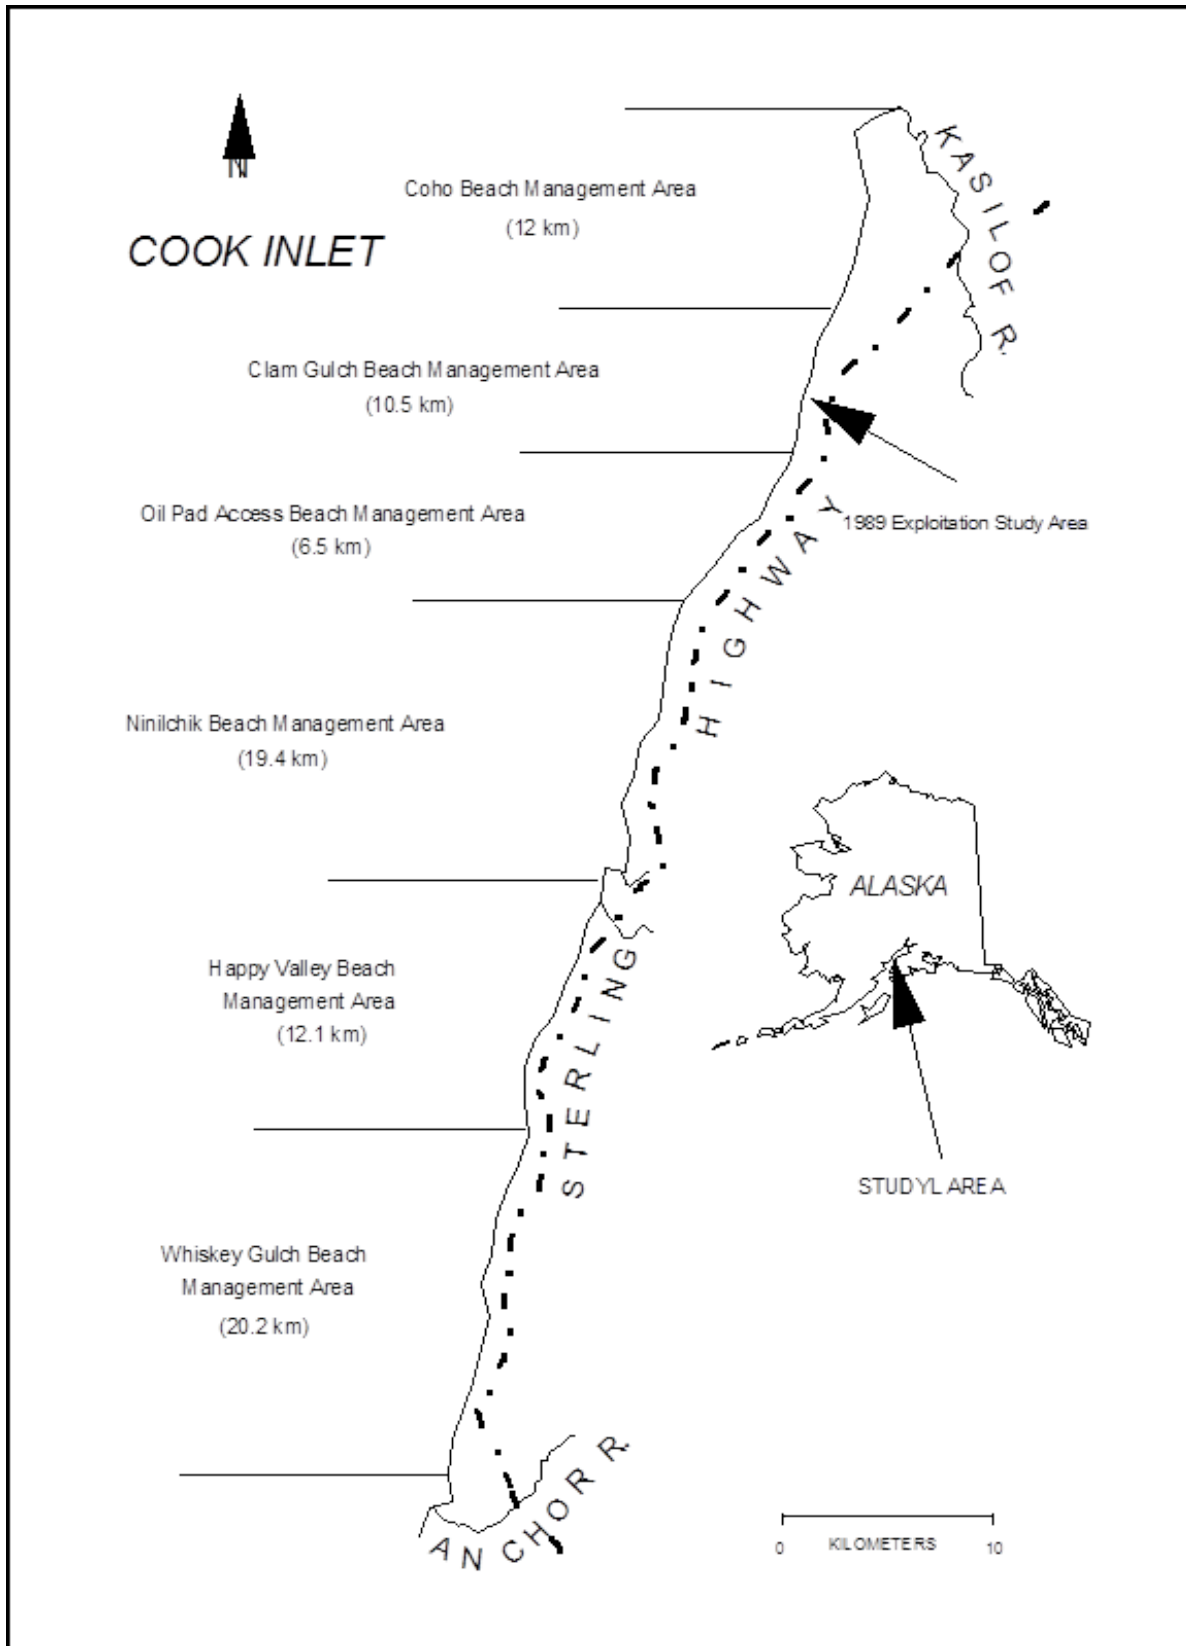 N
COOK INLET
Coho Beach Management Area
(12 km)
KASILOF R.
Clam Gulch Beach Management Area
(10.5 km)
Oil Pad Access Beach Management Area
(6.5 km)
1989 Exploitation Study Area
STERLING HIGHWAY
Ninilchik Beach Management Area
(19.4 km)
ALASKA
Happy Valley Beach
Management Area
(12.1 km)
STUDYL AREA
Whiskey Gulch Beach
Management Area
(20.2 km)
ANCHOR R.
0 KILOMETERS 10